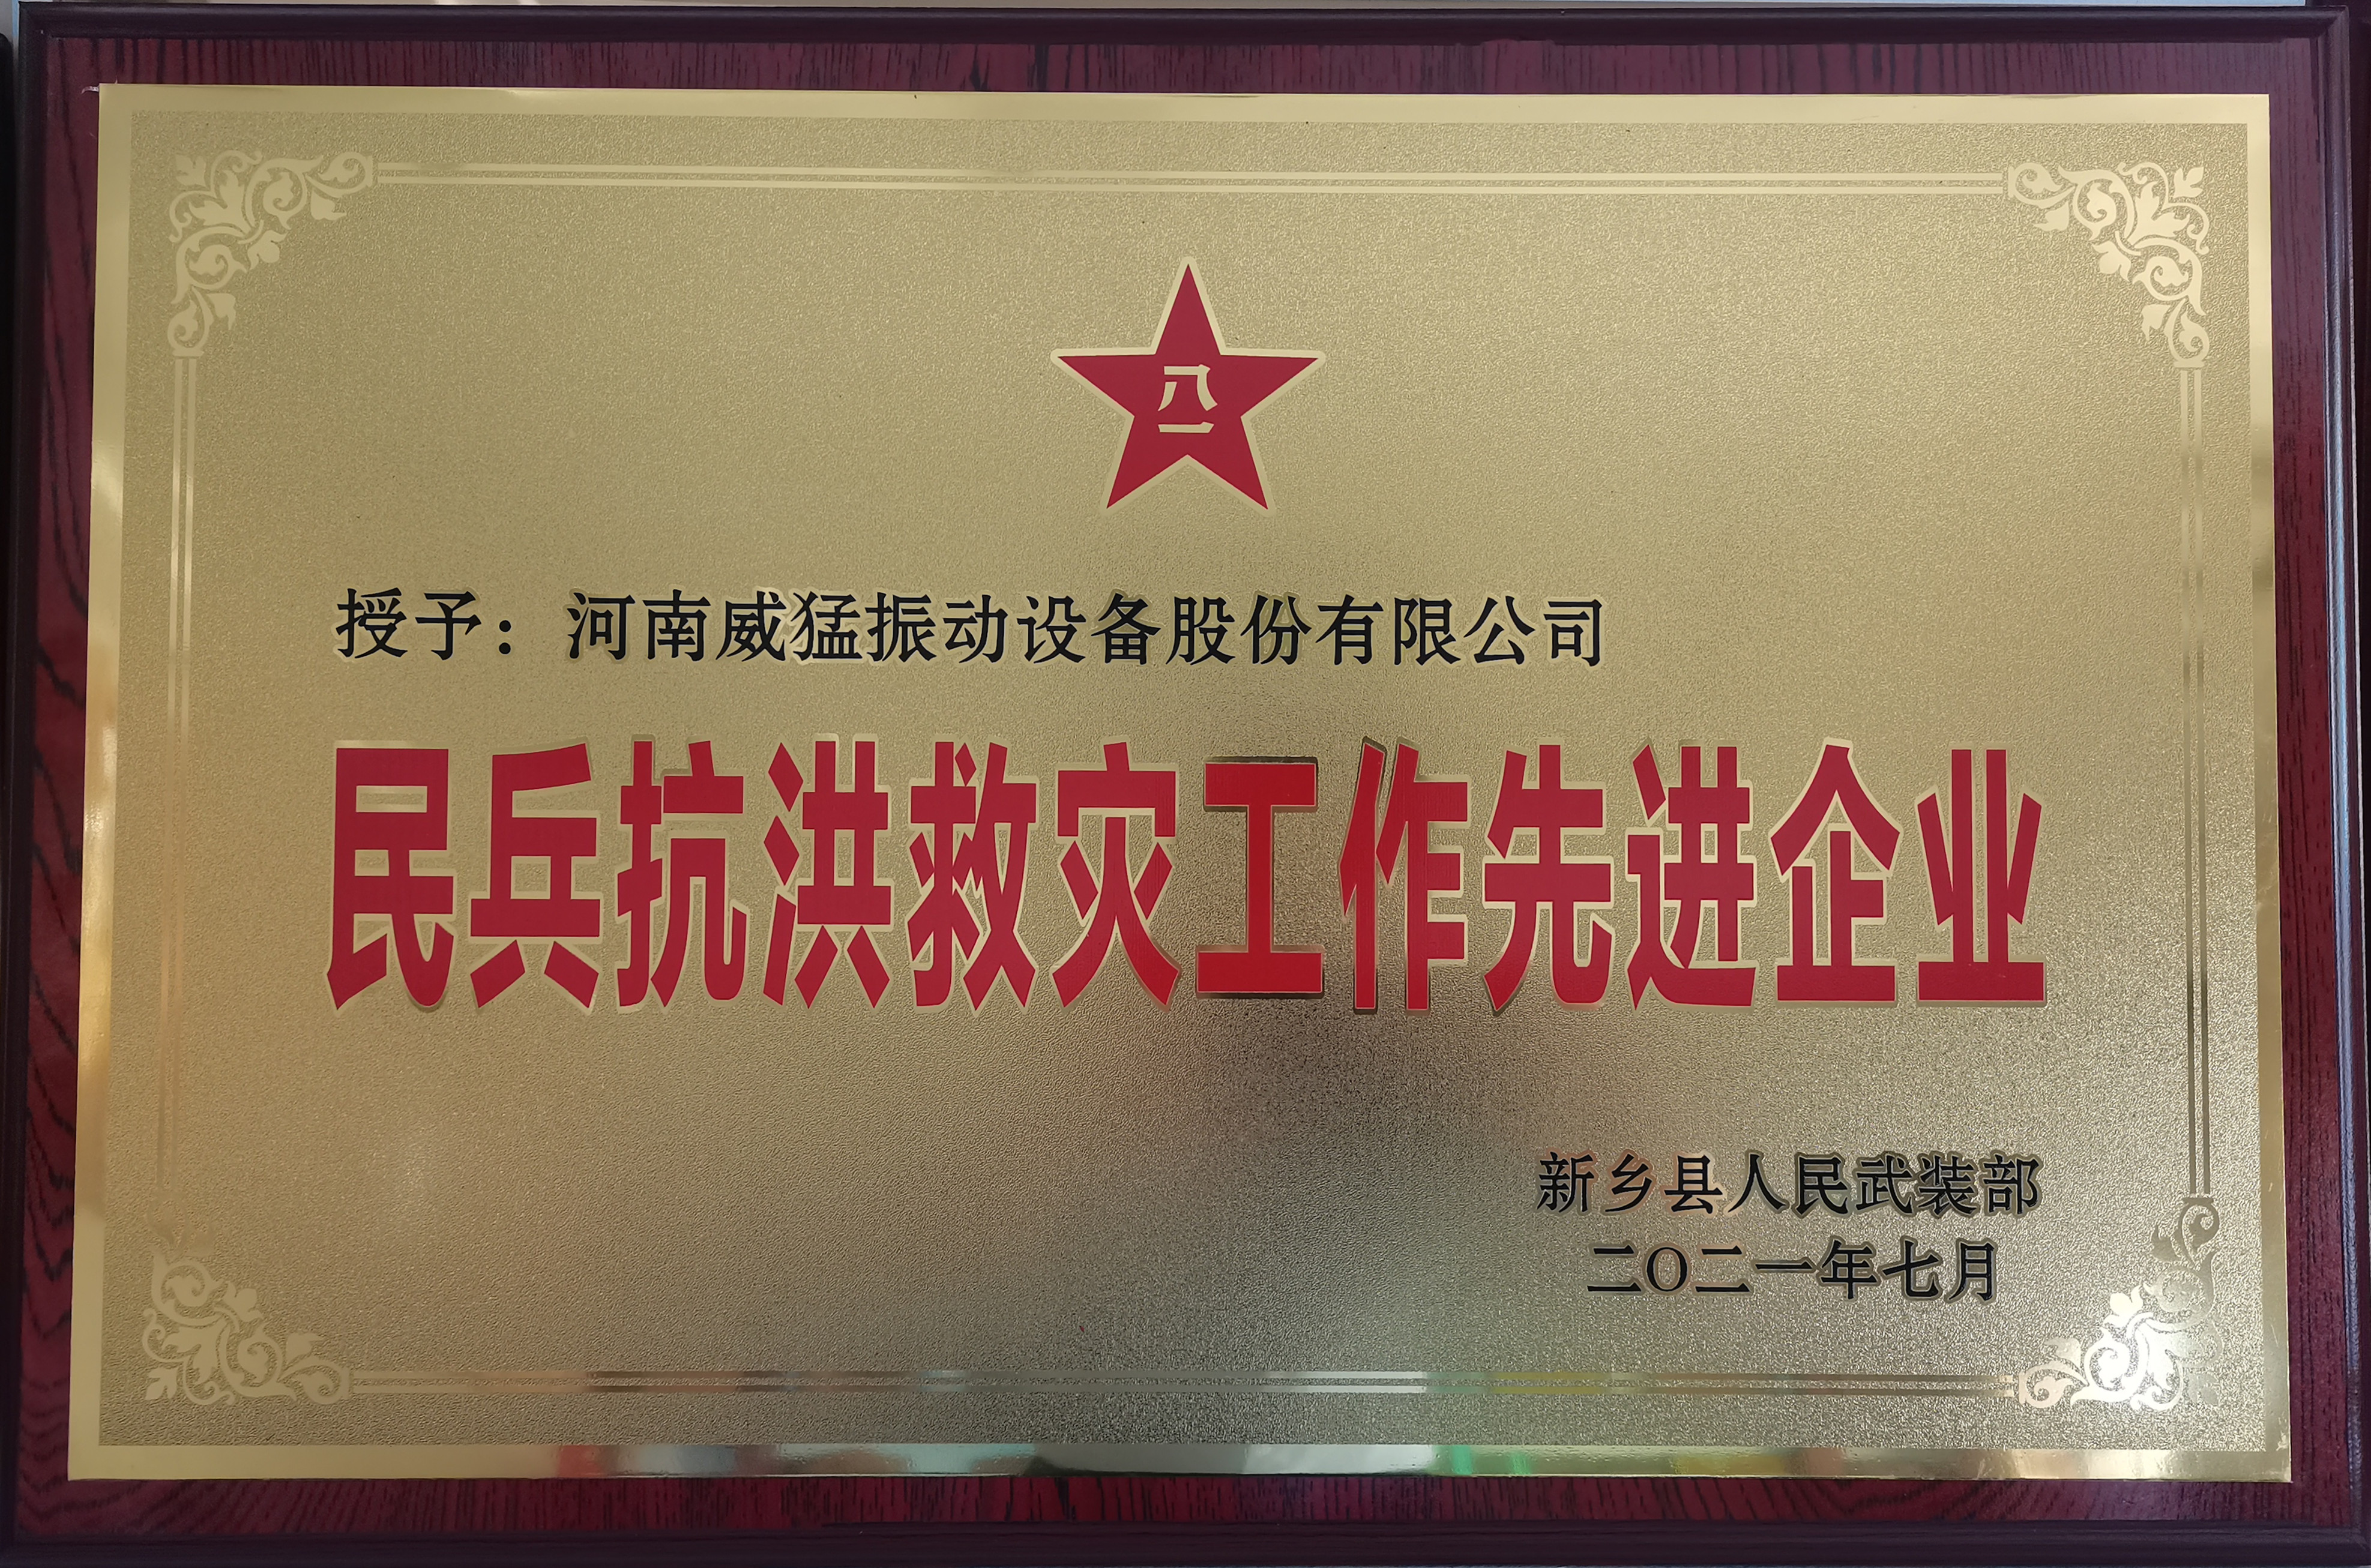 八一
授予：河南威猛振动设备股份有限公司
民兵抗洪救灾工作先进企业
新乡县人民武装部
二〇二一年七月